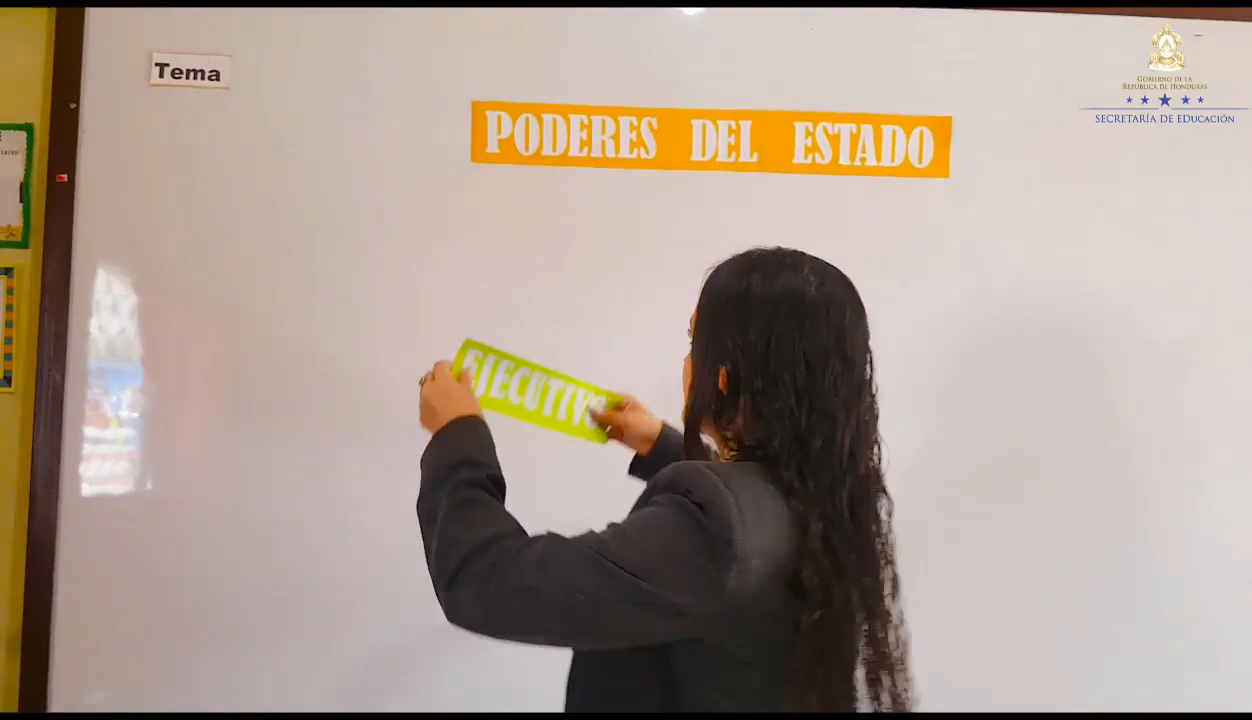 Tema
PODERES DEL ESTADO
EJECUTIVO
GOBIERNO DE LA
REPÚBLICA DE HONDURAS
SECRETARÍA DE EDUCACIÓN